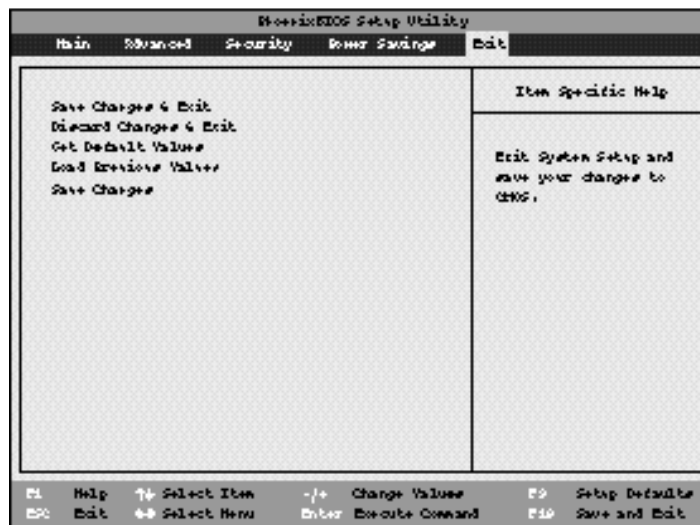 PhoenixBIOS Setup Utility
Main Advanced Security Power Savings Exit
Save Changes & Exit
Discard Changes & Exit
Get Default Values
Load Previous Values
Save Changes
Item Specific Help
Exit System Setup and
save your changes to
CMOS.
F1 Help ↑↓ Select Item -/+ Change Values F9 Setup Defaults
ESC Exit ←→ Select Menu Enter Execute Command F10 Save and Exit